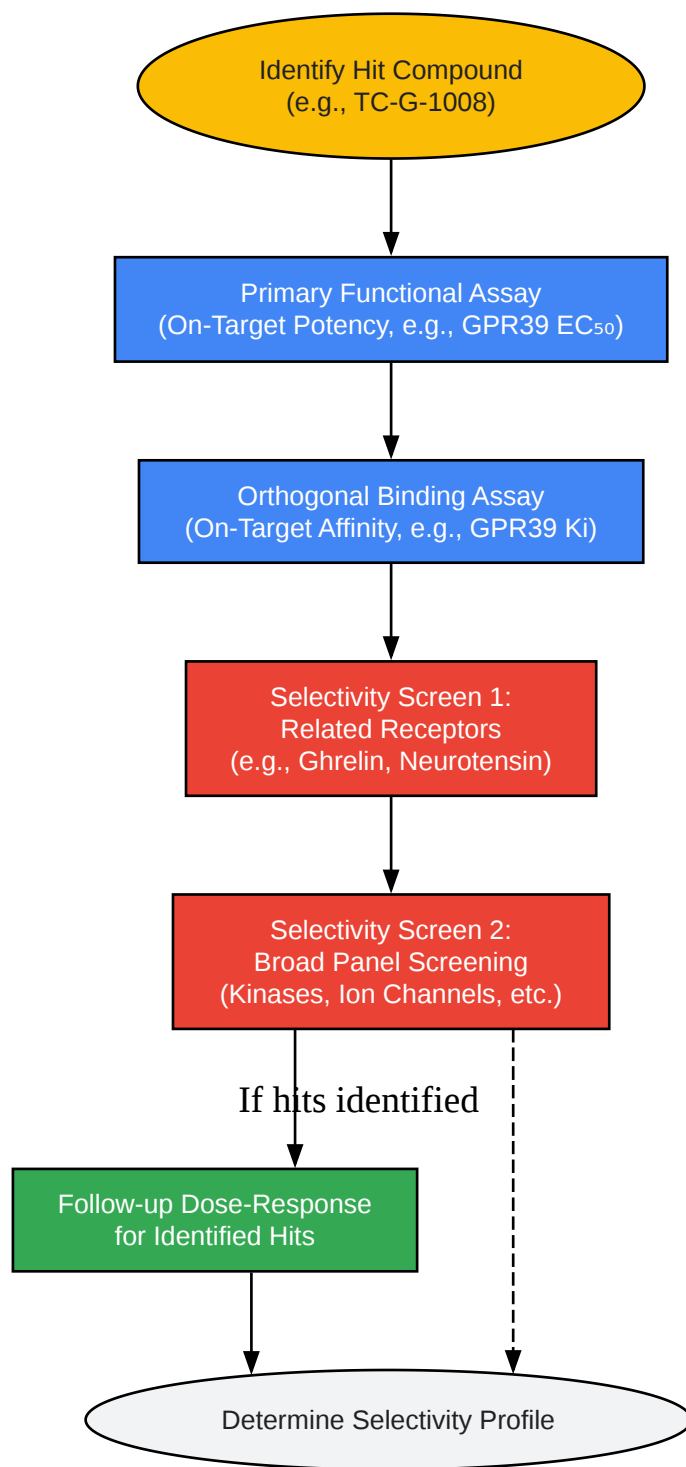 Identify Hit Compound
(e.g., TC-G-1008)
Primary Functional Assay
(On-Target Potency, e.g., GPR39 EC₅₀)
Orthogonal Binding Assay
(On-Target Affinity, e.g., GPR39 Ki)
Selectivity Screen 1:
Related Receptors
(e.g., Ghrelin, Neurotensin)
Selectivity Screen 2:
Broad Panel Screening
(Kinases, Ion Channels, etc.)
If hits identified
Follow-up Dose-Response
for Identified Hits
Determine Selectivity Profile